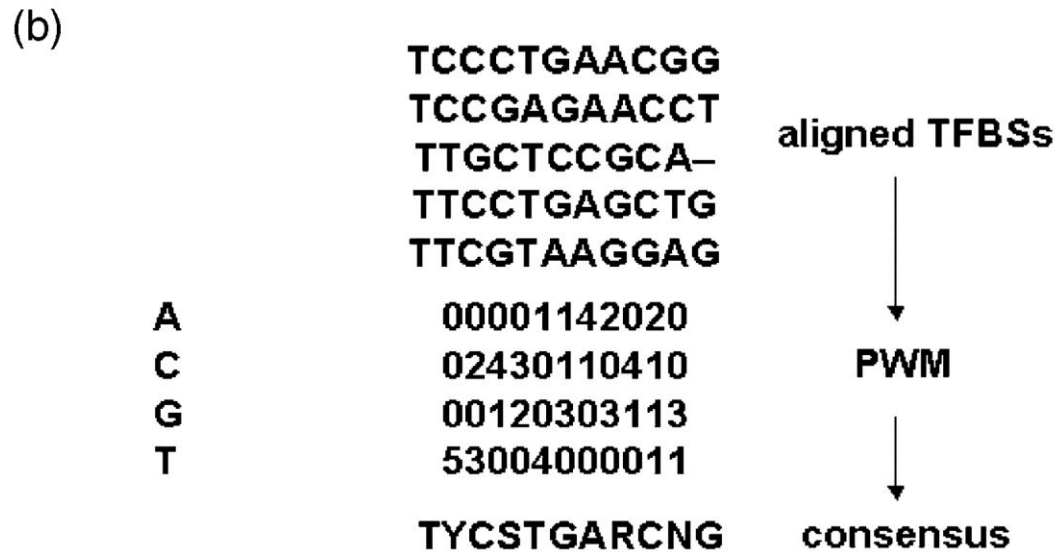 (b)
TCCCTGAACGG
TCCGAGAACCT
aligned TFBSs
TTGCTCCGCA–
TTCCTGAGCTG
TTCGTAAGGAG
A 00001142020
C 02430110410 PWM
G 00120303113
T 53004000011
TYCSTGARCNG consensus